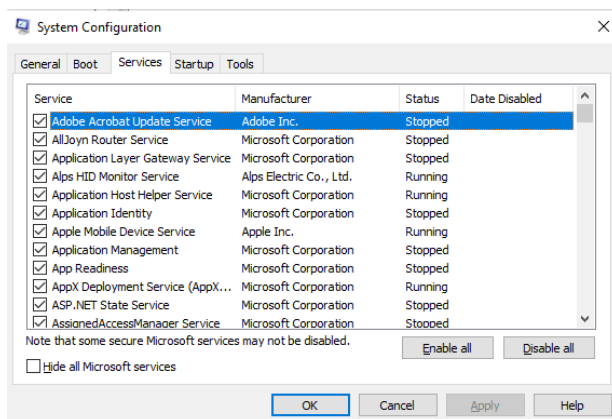 System Configuration
General Boot Services Startup Tools
Service Manufacturer Status Date Disabled
Adobe Acrobat Update Service Adobe Inc. Stopped
AllJoyn Router Service Microsoft Corporation Stopped
Application Layer Gateway Service Microsoft Corporation Stopped
Alps HID Monitor Service Alps Electric Co., Ltd. Running
Application Host Helper Service Microsoft Corporation Running
Application Identity Microsoft Corporation Stopped
Apple Mobile Device Service Apple Inc. Running
Application Management Microsoft Corporation Stopped
App Readiness Microsoft Corporation Stopped
AppX Deployment Service (AppX... Microsoft Corporation Running
ASP.NET State Service Microsoft Corporation Stopped
AssignedAccessManager Service Microsoft Corporation Stopped
Note that some secure Microsoft services may not be disabled.
Enable all Disable all
Hide all Microsoft services
OK Cancel Apply Help